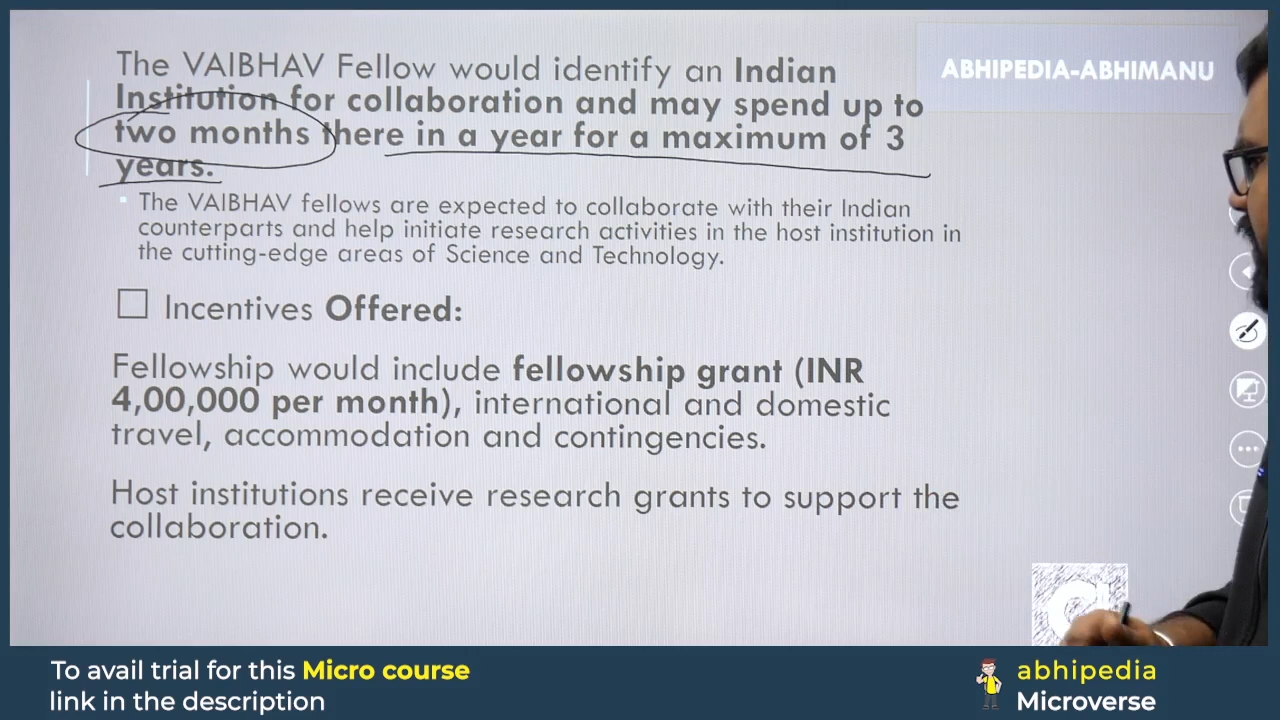 The VAIBHAV Fellow would identify an Indian
Institution for collaboration and may spend up to
two months there in a year for a maximum of 3
years.
ABHIPEDIA-ABHIMANU
The VAIBHAV fellows are expected to collaborate with their Indian
counterparts and help initiate research activities in the host institution in
the cutting-edge areas of Science and Technology.
Incentives Offered:
Fellowship would include fellowship grant (INR
4,00,000 per month), international and domestic
travel, accommodation and contingencies.
Host institutions receive research grants to support the
collaboration.
To avail trial for this Micro course
link in the description
abhipedia
Microverse